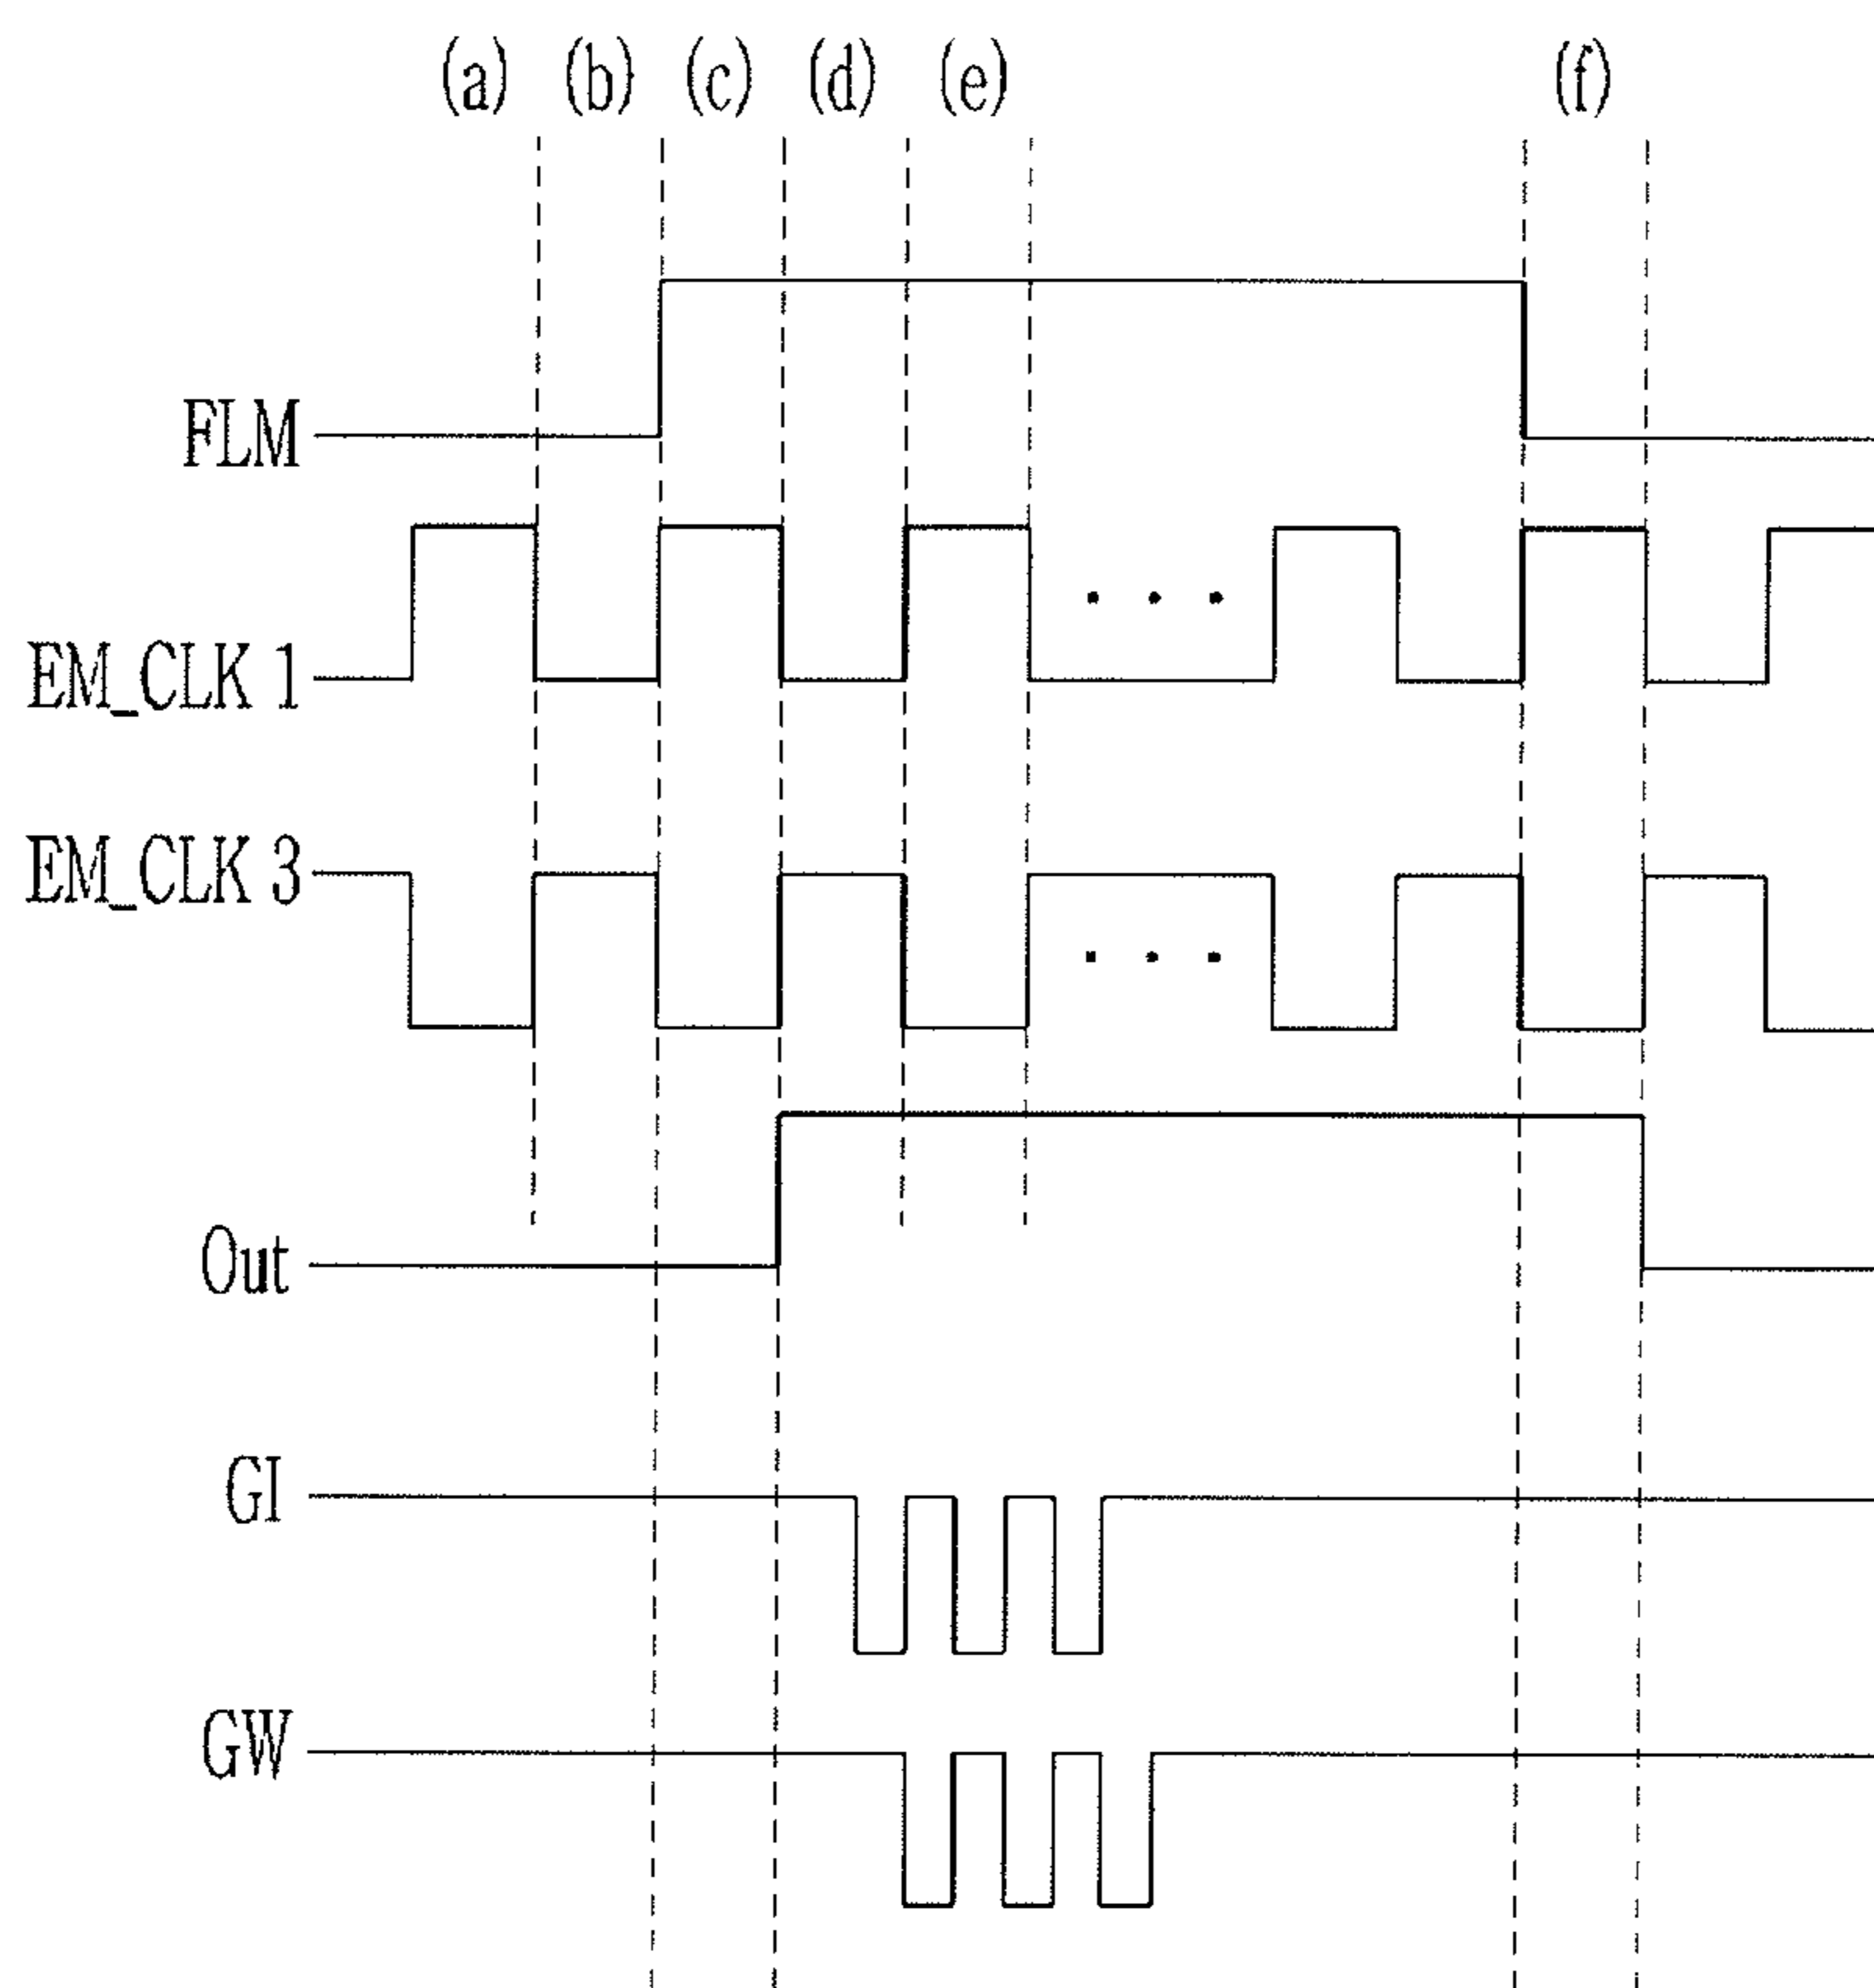 (a) (b) (c) (d) (e) (f)
FLM
EM_CLK 1
EM_CLK 3
Out
GI
GW